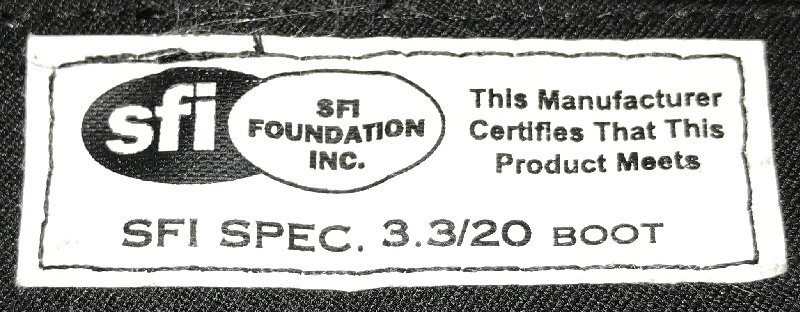 sfi
SFI
FOUNDATION
INC.
This Manufacturer
Certifies That This
Product Meets
SFI SPEC. 3.3/20 BOOT